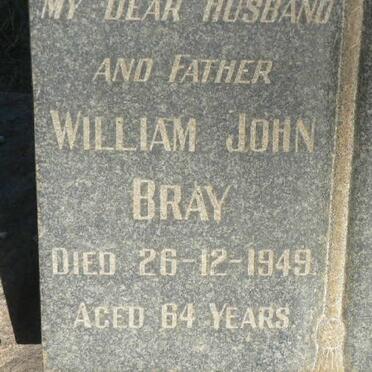 MY DEAR HUSBAND
AND FATHER
WILLIAM JOHN
BRAY
DIED 26-12-1949.
AGED 64 YEARS.